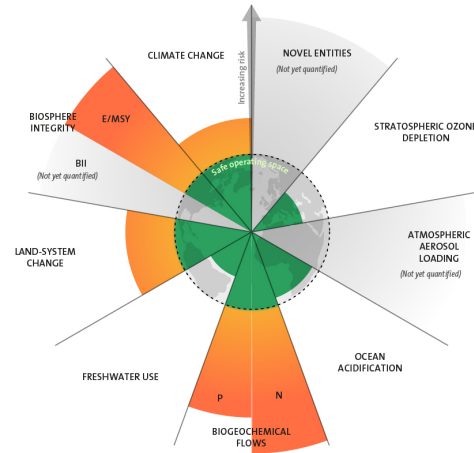 CLIMATE CHANGE
Increasing risk
NOVEL ENTITIES
(Not yet quantified)
STRATOSPHERIC OZONE
DEPLETION
ATMOSPHERIC
AEROSOL
LOADING
(Not yet quantified)
OCEAN
ACIDIFICATION
N
P
BIOGEOCHEMICAL
FLOWS
FRESHWATER USE
LAND-SYSTEM
CHANGE
BIOSPHERE
INTEGRITY
E/MSY
BII
(Not yet quantified)
Safe operating space